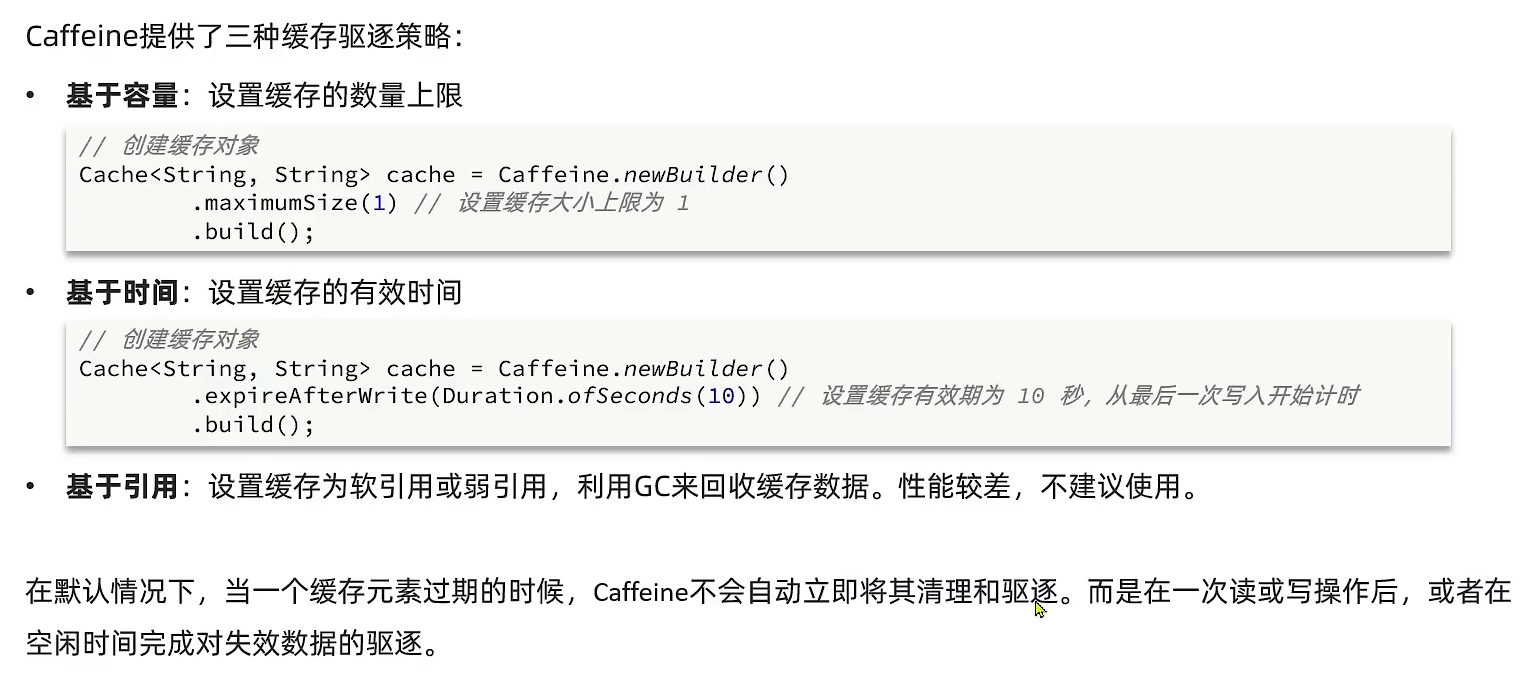 Caffeine提供了三种缓存驱逐策略：
• 基于容量：设置缓存的数量上限
// 创建缓存对象
Cache<String, String> cache = Caffeine.newBuilder()
        .maximumSize(1) // 设置缓存大小上限为 1
        .build();
• 基于时间：设置缓存的有效时间
// 创建缓存对象
Cache<String, String> cache = Caffeine.newBuilder()
        .expireAfterWrite(Duration.ofSeconds(10)) // 设置缓存有效期为 10 秒，从最后一次写入开始计时
        .build();
• 基于引用：设置缓存为软引用或弱引用，利用GC来回收缓存数据。性能较差，不建议使用。
在默认情况下，当一个缓存元素过期的时候，Caffeine不会自动立即将其清理和驱逐。而是在一次读或写操作后，或者在
空闲时间完成对失效数据的驱逐。